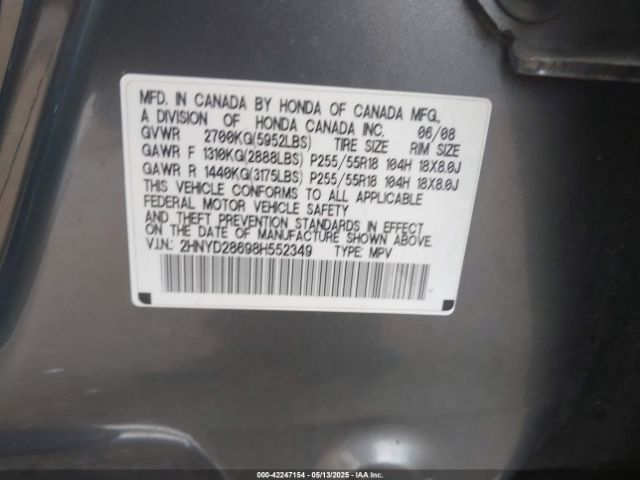 MFD. IN CANADA BY HONDA OF CANADA MFG.,
A DIVISION OF HONDA CANADA INC. 06/08
GVWR 2700KG(5952LBS) TIRE SIZE RIM SIZE
GAWR F 1310KG(2888LBS) P255/55R18 104H 18X8.0J
GAWR R 1440KG(3175LBS) P255/55R18 104H 18X8.0J
THIS VEHICLE CONFORMS TO ALL APPLICABLE
FEDERAL MOTOR VEHICLE SAFETY
AND THEFT PREVENTION STANDARDS IN EFFECT
ON THE DATE OF MANUFACTURE SHOWN ABOVE.
V.I.N.: 2HNYD28698H552349 TYPE: MPV
000-42247154 - 05/13/2025 - IAAI.com